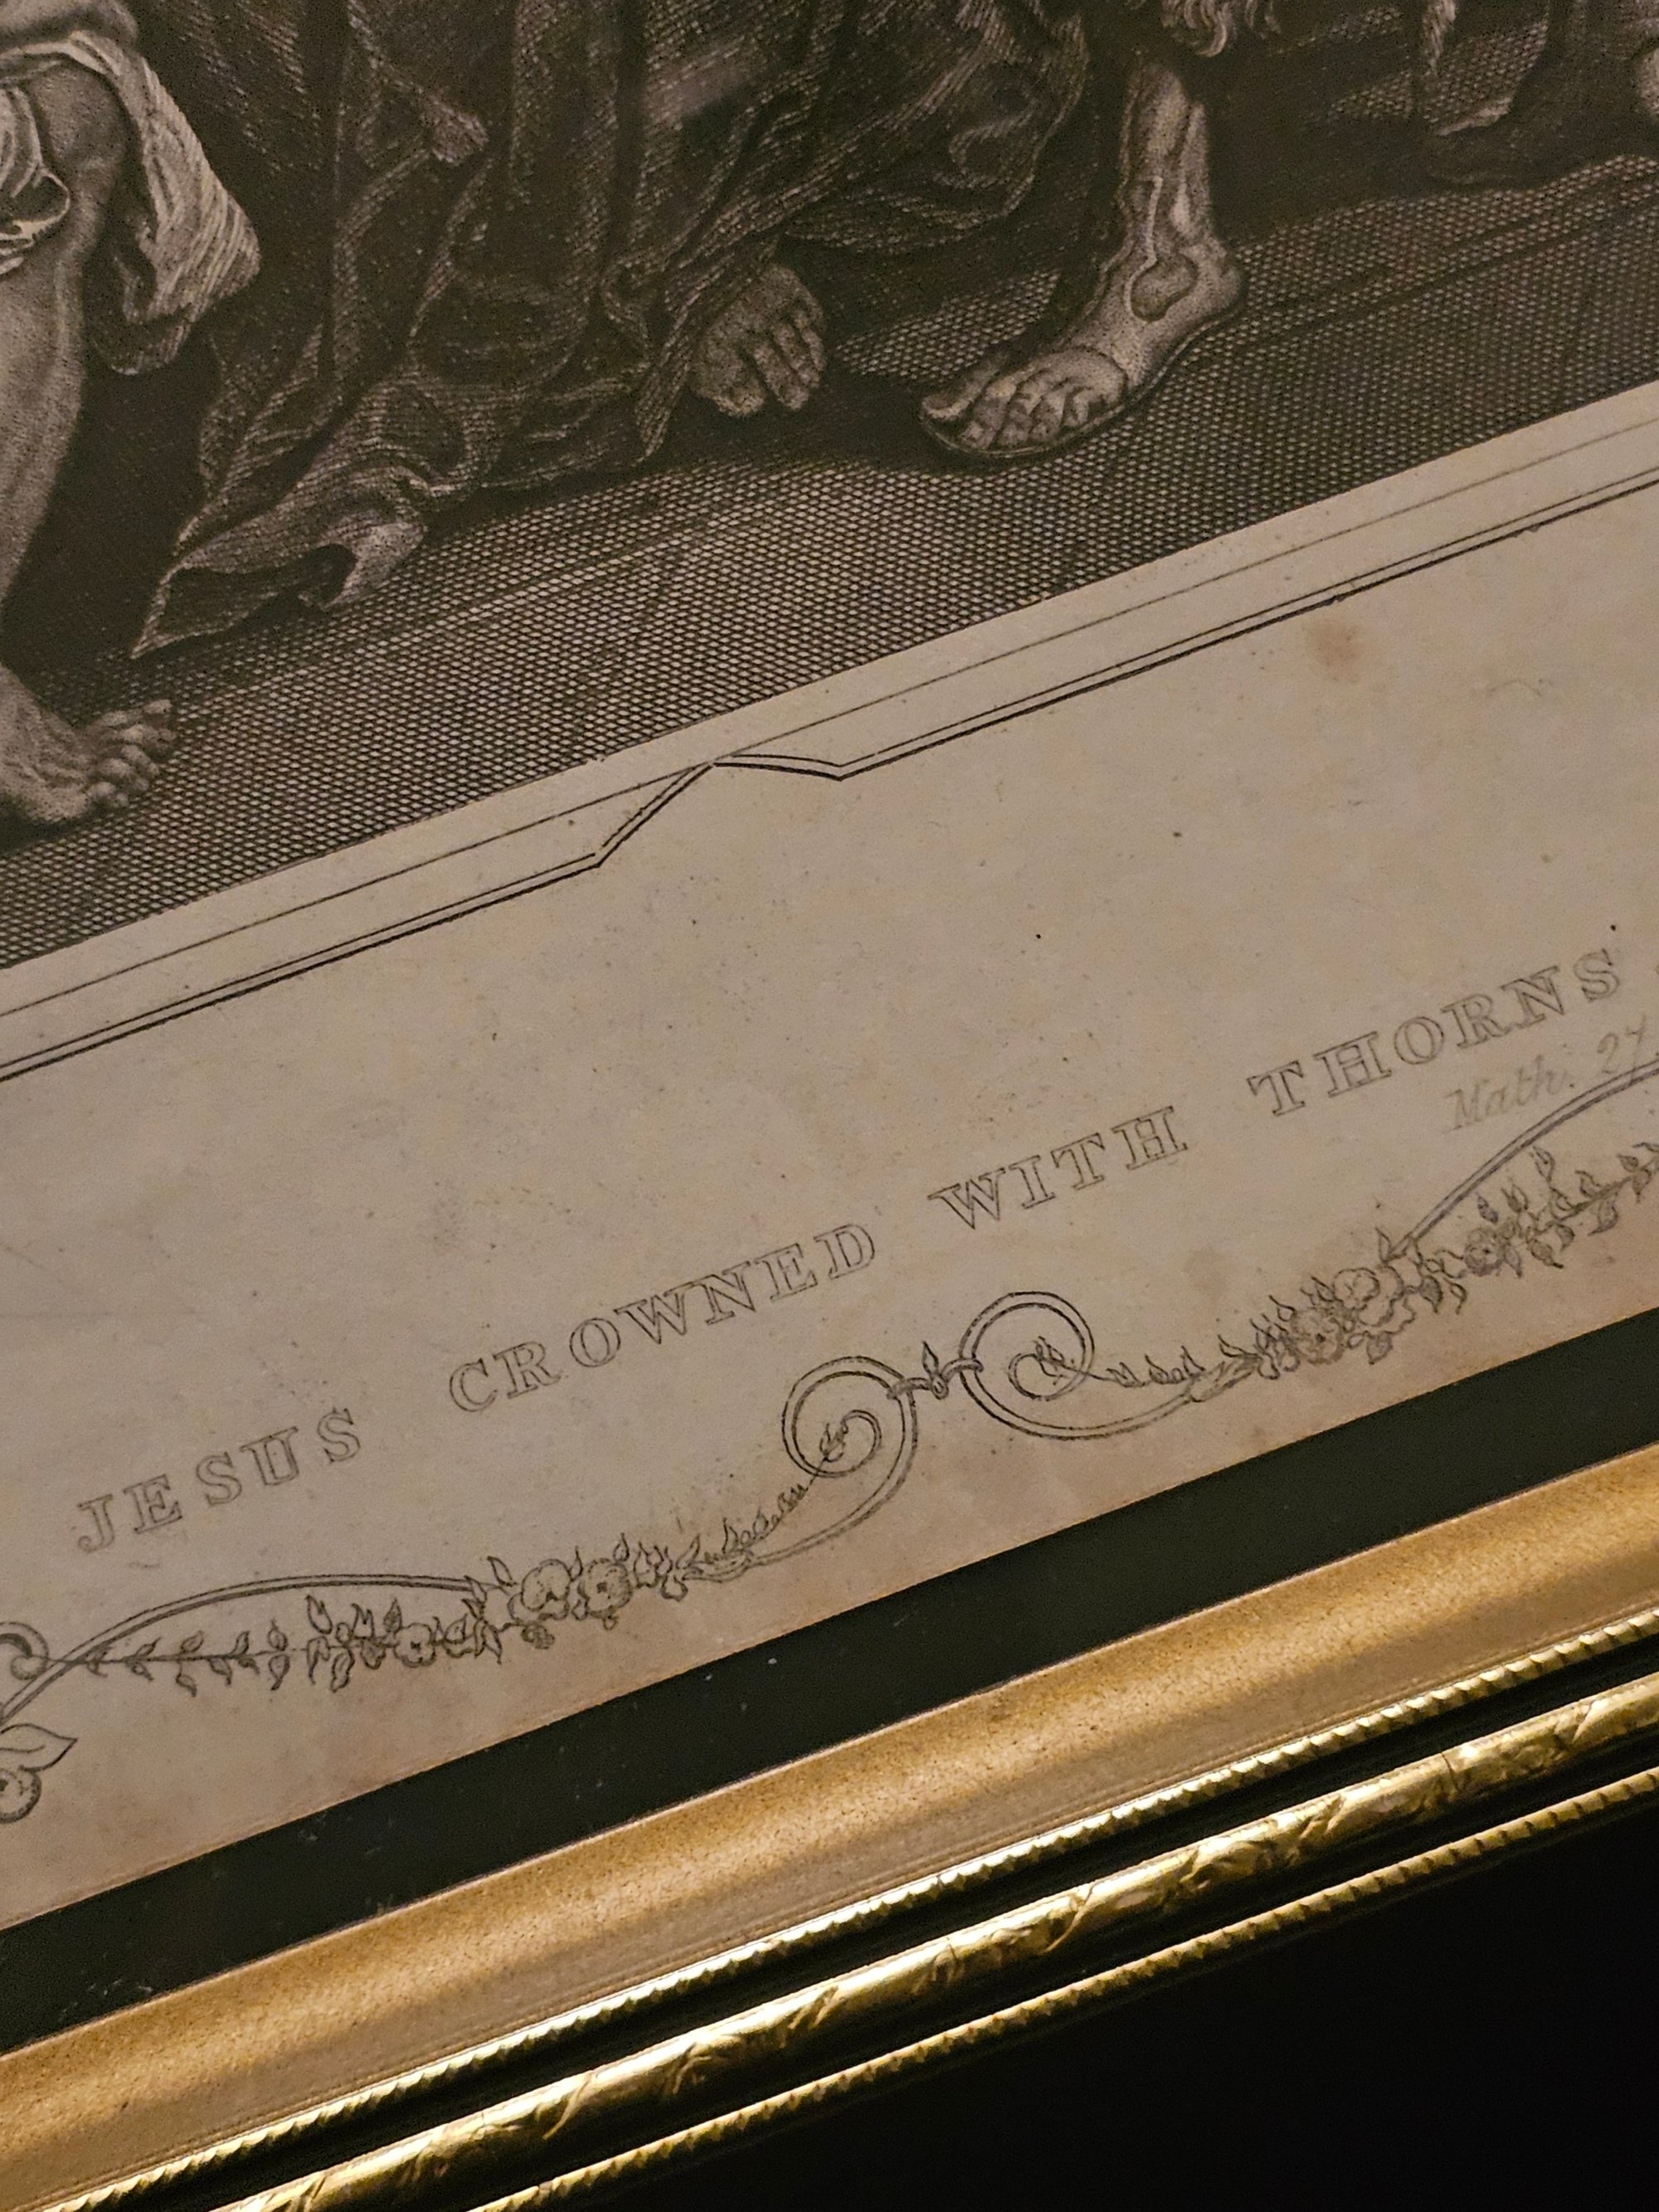 JESUS CROWNED WITH THORNS
Math. 27